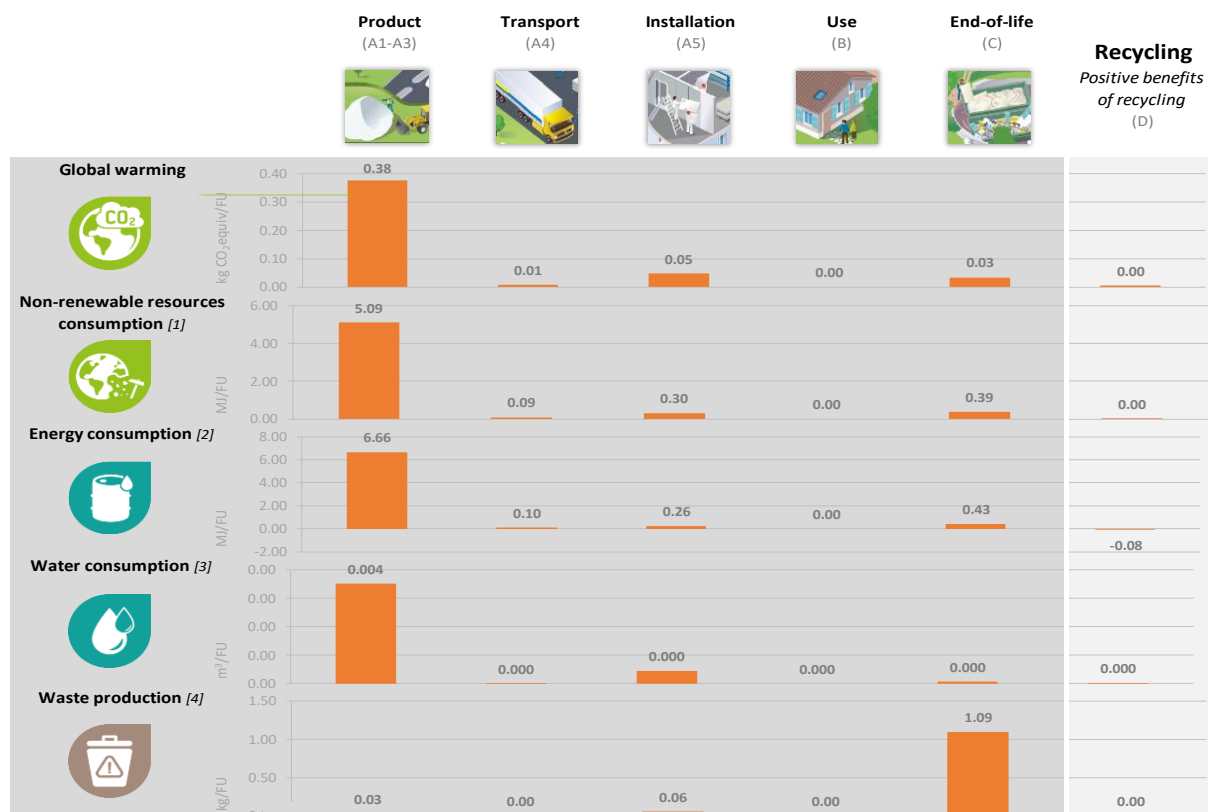 Product
(A1-A3)
Transport
(A4)
Installation
(A5)
Use
(B)
End-of-life
(C)
Recycling
Positive benefits
of recycling
(D)
Global warming
CO₂
kg CO₂equiv/FU
0.40
0.30
0.20
0.10
0.00
0.38
0.01
0.05
0.00
0.03
0.00
Non-renewable resources
consumption [1]
MJ/FU
6.00
4.00
2.00
0.00
5.09
0.09
0.30
0.00
0.39
0.00
Energy consumption [2]
MJ/FU
8.00
6.00
4.00
2.00
0.00
-2.00
6.66
0.10
0.26
0.00
0.43
-0.08
Water consumption [3]
m³/FU
0.00
0.00
0.00
0.00
0.00
0.004
0.000
0.000
0.000
0.000
0.000
Waste production [4]
kg/FU
1.50
1.00
0.50
0.03
0.00
0.06
0.00
1.09
0.00